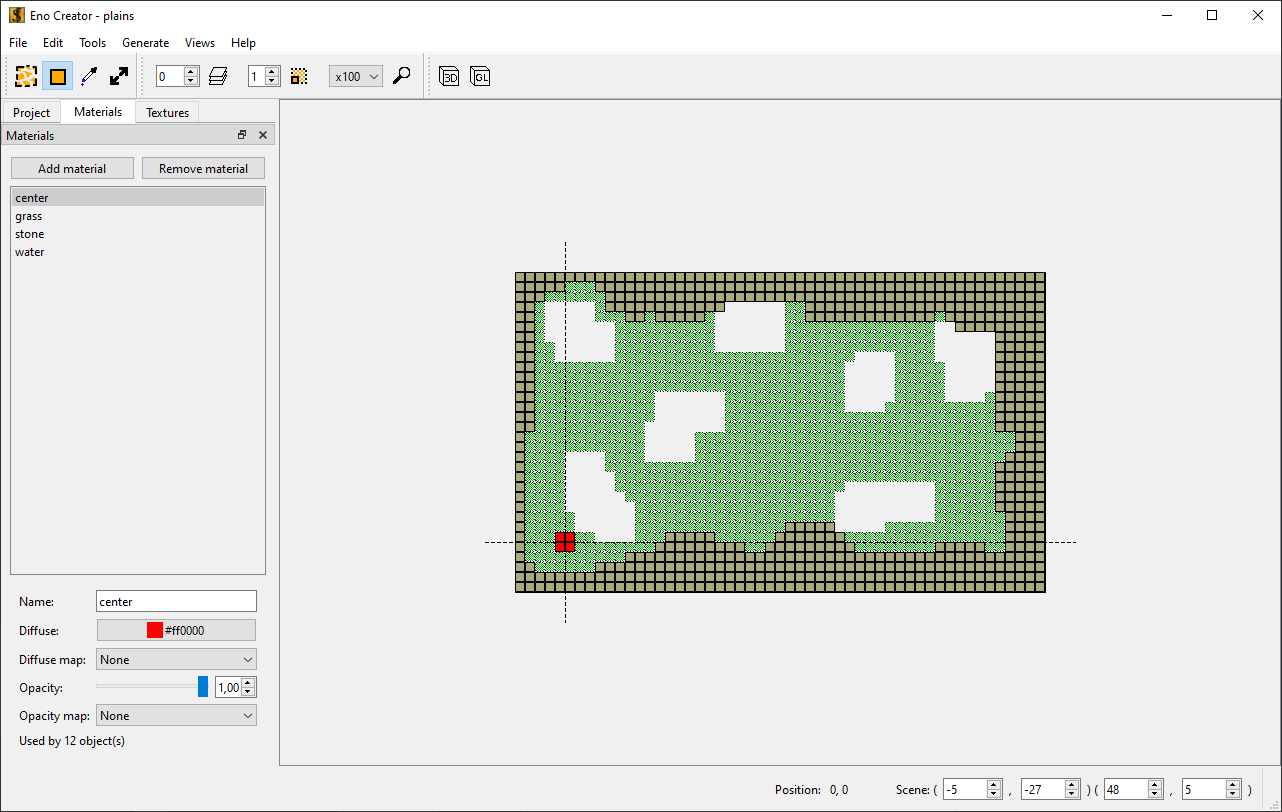 Eno Creator - plains
File Edit Tools Generate Views Help
0 1 x100 3D GL
Project Materials Textures
Materials
Add material Remove material
center
grass
stone
water
Name: center
Diffuse: #ff0000
Diffuse map: None
Opacity: 1,00
Opacity map: None
Used by 12 object(s)
Position: 0, 0 Scene: ( -5 , -27 ) ( 48 , 5 )